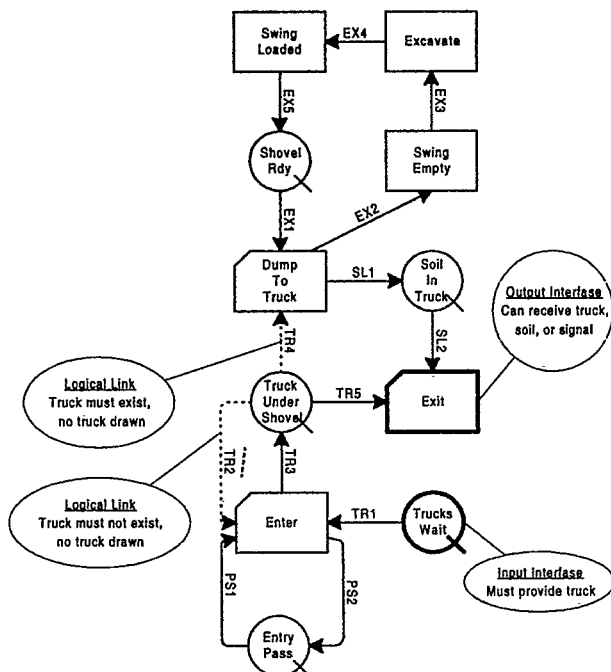 Swing
Loaded
EX4
Excavate
EX5
EX3
Shovel
Rdy
Swing
Empty
EX1
EX2
Dump
To
Truck
SL1
Soil
In
Truck
Output Interface
Can receive truck,
soil, or signal
SL2
TR4
Logical Link
Truck must exist,
no truck drawn
Truck
Under
Shovel
TR5
Exit
TR2
TR3
Logical Link
Truck must not exist,
no truck drawn
Enter
TR1
Trucks
Wait
Input Interface
Must provide truck
PS1
PS2
Entry
Pass